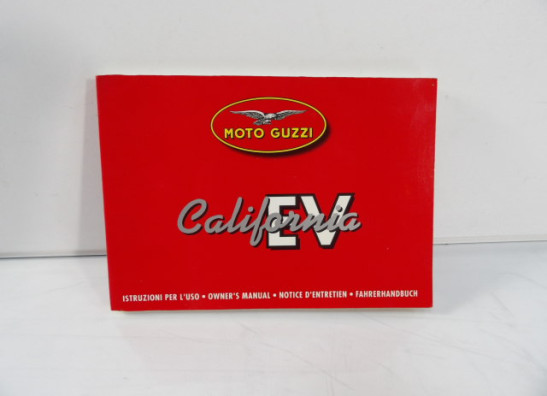 MOTO GUZZI
California
EV
ISTRUZIONI PER L'USO • OWNER'S MANUAL • NOTICE D'ENTRETIEN • FAHRERHANDBUCH